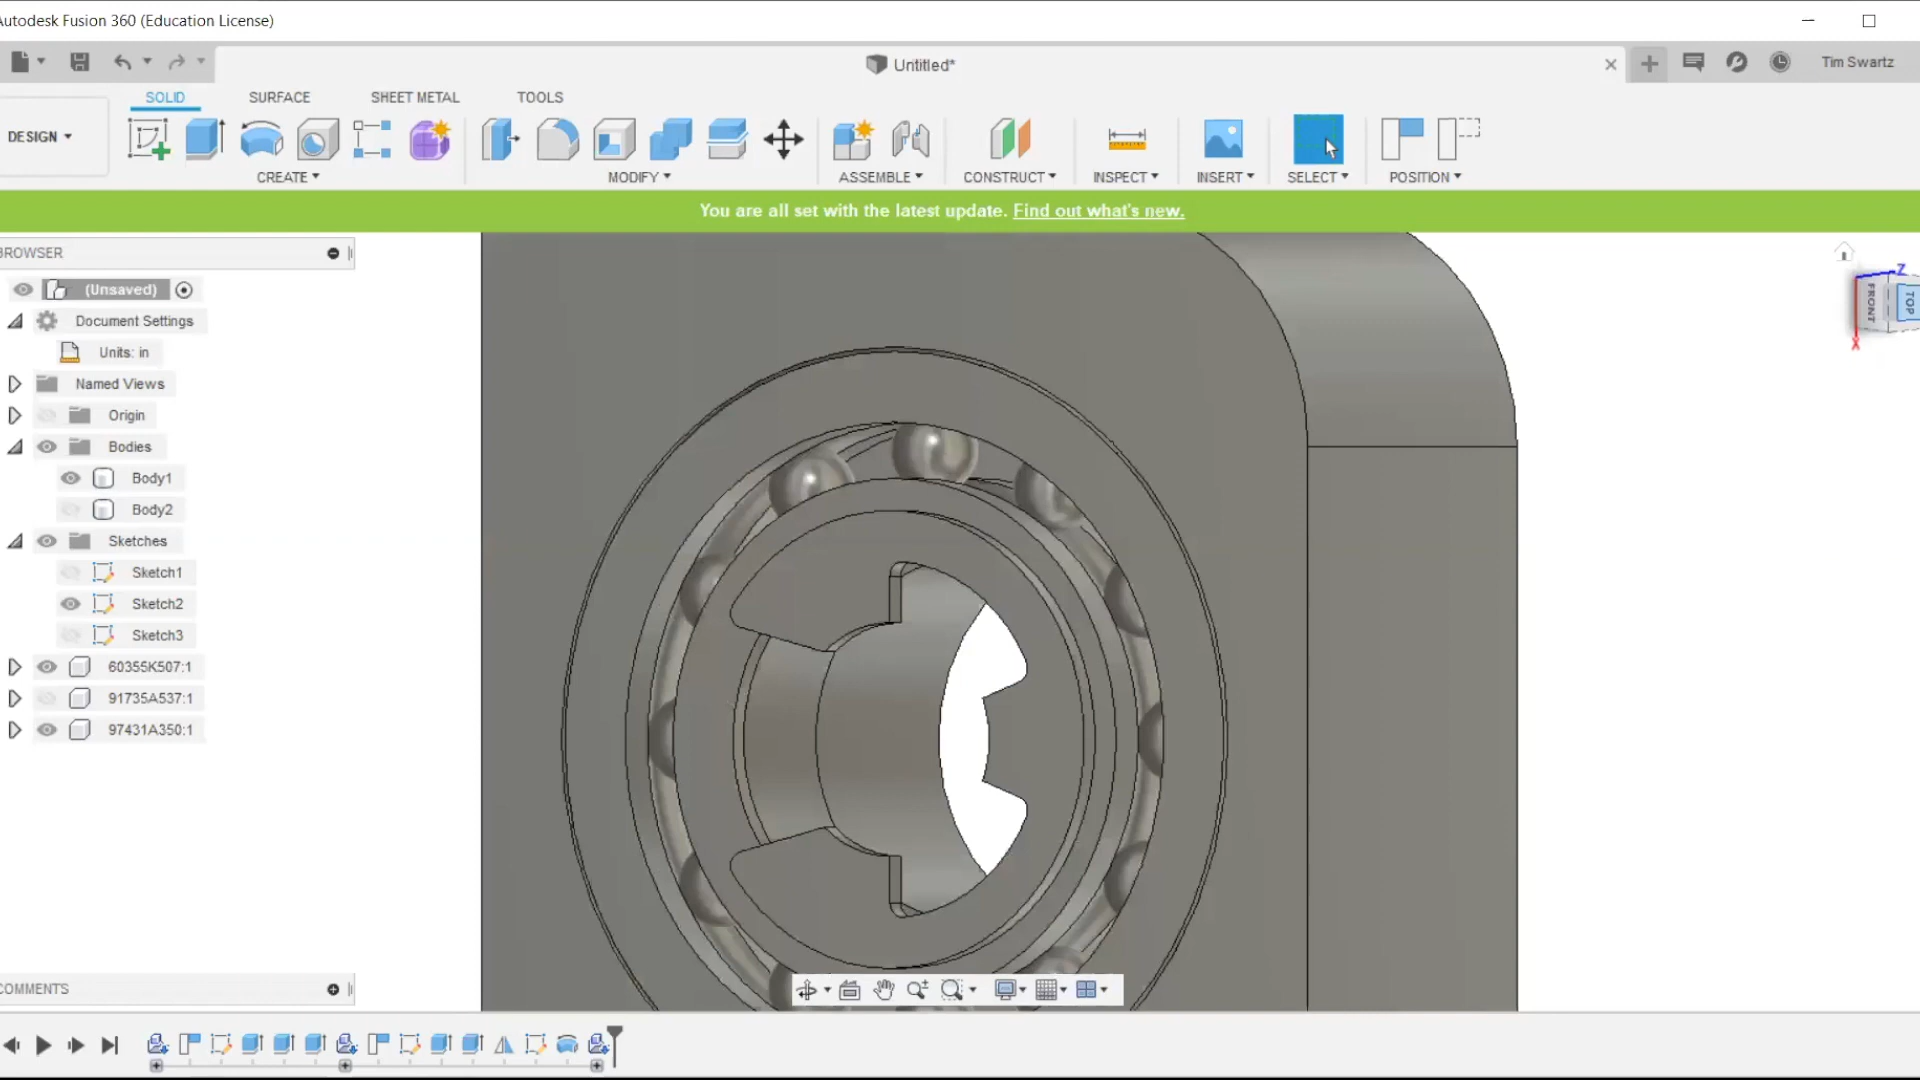 Autodesk Fusion 360 (Education License)
Untitled*
Tim Swartz
SOLID
SURFACE
SHEET METAL
TOOLS
DESIGN
CREATE
MODIFY
ASSEMBLE
CONSTRUCT
INSPECT
INSERT
SELECT
POSITION
You are all set with the latest update. Find out what's new.
BROWSER
(Unsaved)
Document Settings
Units: in
Named Views
Origin
Bodies
Body1
Body2
Sketches
Sketch1
Sketch2
Sketch3
60355K507:1
91735A537:1
97431A350:1
Z
FRONT
TOP
X
COMMENTS